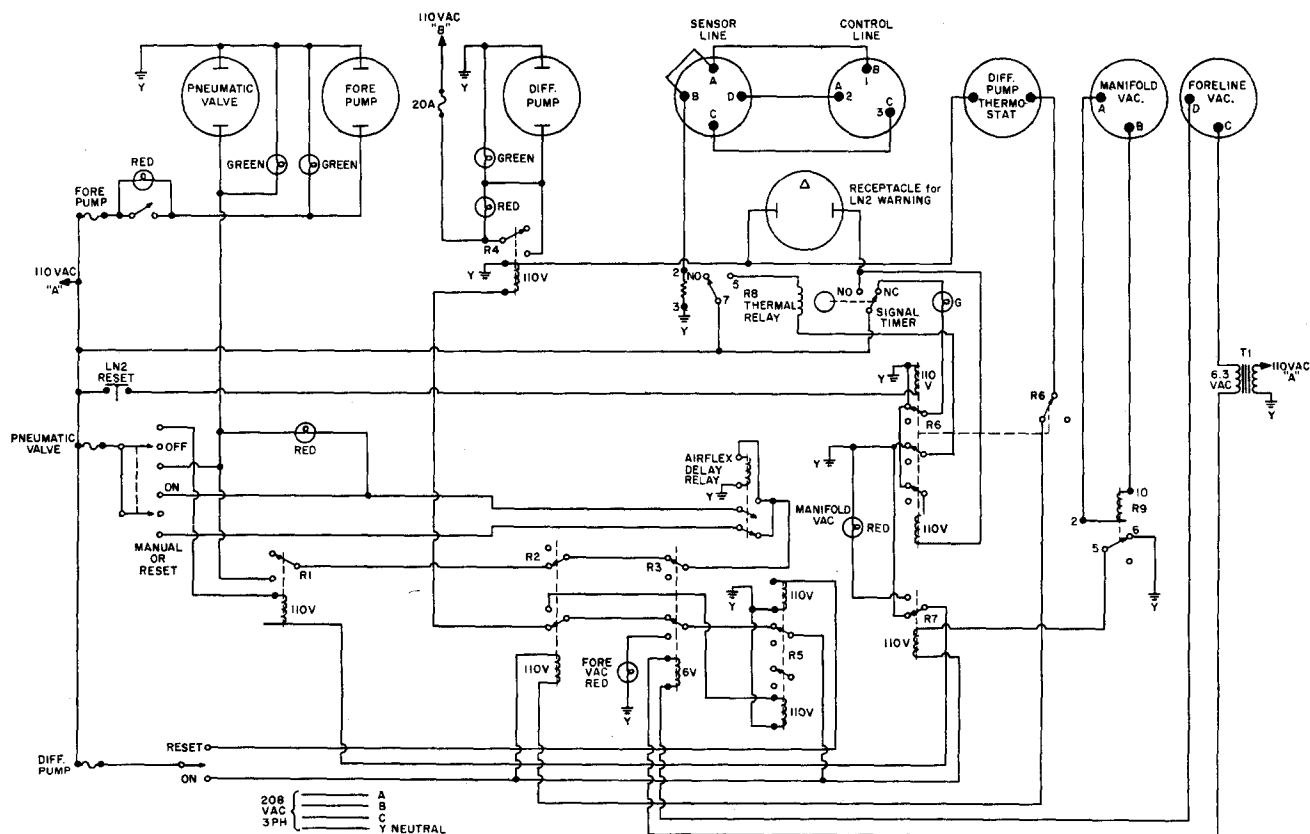 110VAC
"B"
SENSOR
LINE
CONTROL
LINE
Y
PNEUMATIC
VALVE
FORE
PUMP
20A
Y
DIFF.
PUMP
A
B
D
C
B
1
A
2
C
3
DIFF. PUMP
THERMO-
STAT
MANIFOLD
VAC.
A
B
FORELINE
VAC.
D
C
RED
GREEN
GREEN
GREEN
RED
FORE
PUMP
RECEPTACLE for
LN2 WARNING
R4
Y
110V
110 VAC
"A"
2
3
Y
NO
5
7
R8
THERMAL
RELAY
NO
NC
SIGNAL
TIMER
G
LN2
RESET
Y
110
V
R6
T1
6.3
VAC
110VAC
"A"
Y
R6
PNEUMATIC
VALVE
OFF
ON
MANUAL
OR
RESET
RED
AIRFLEX
DELAY
RELAY
Y
Y
MANIFOLD
VAC
RED
110V
10
R9
2
5
6
Y
R1
110V
R2
R3
Y
110V
R5
R7
110V
110V
FORE
VAC
RED
Y
6V
110V
Y
RESET
DIFF.
PUMP
ON
208
VAC
3PH
A
B
C
Y NEUTRAL